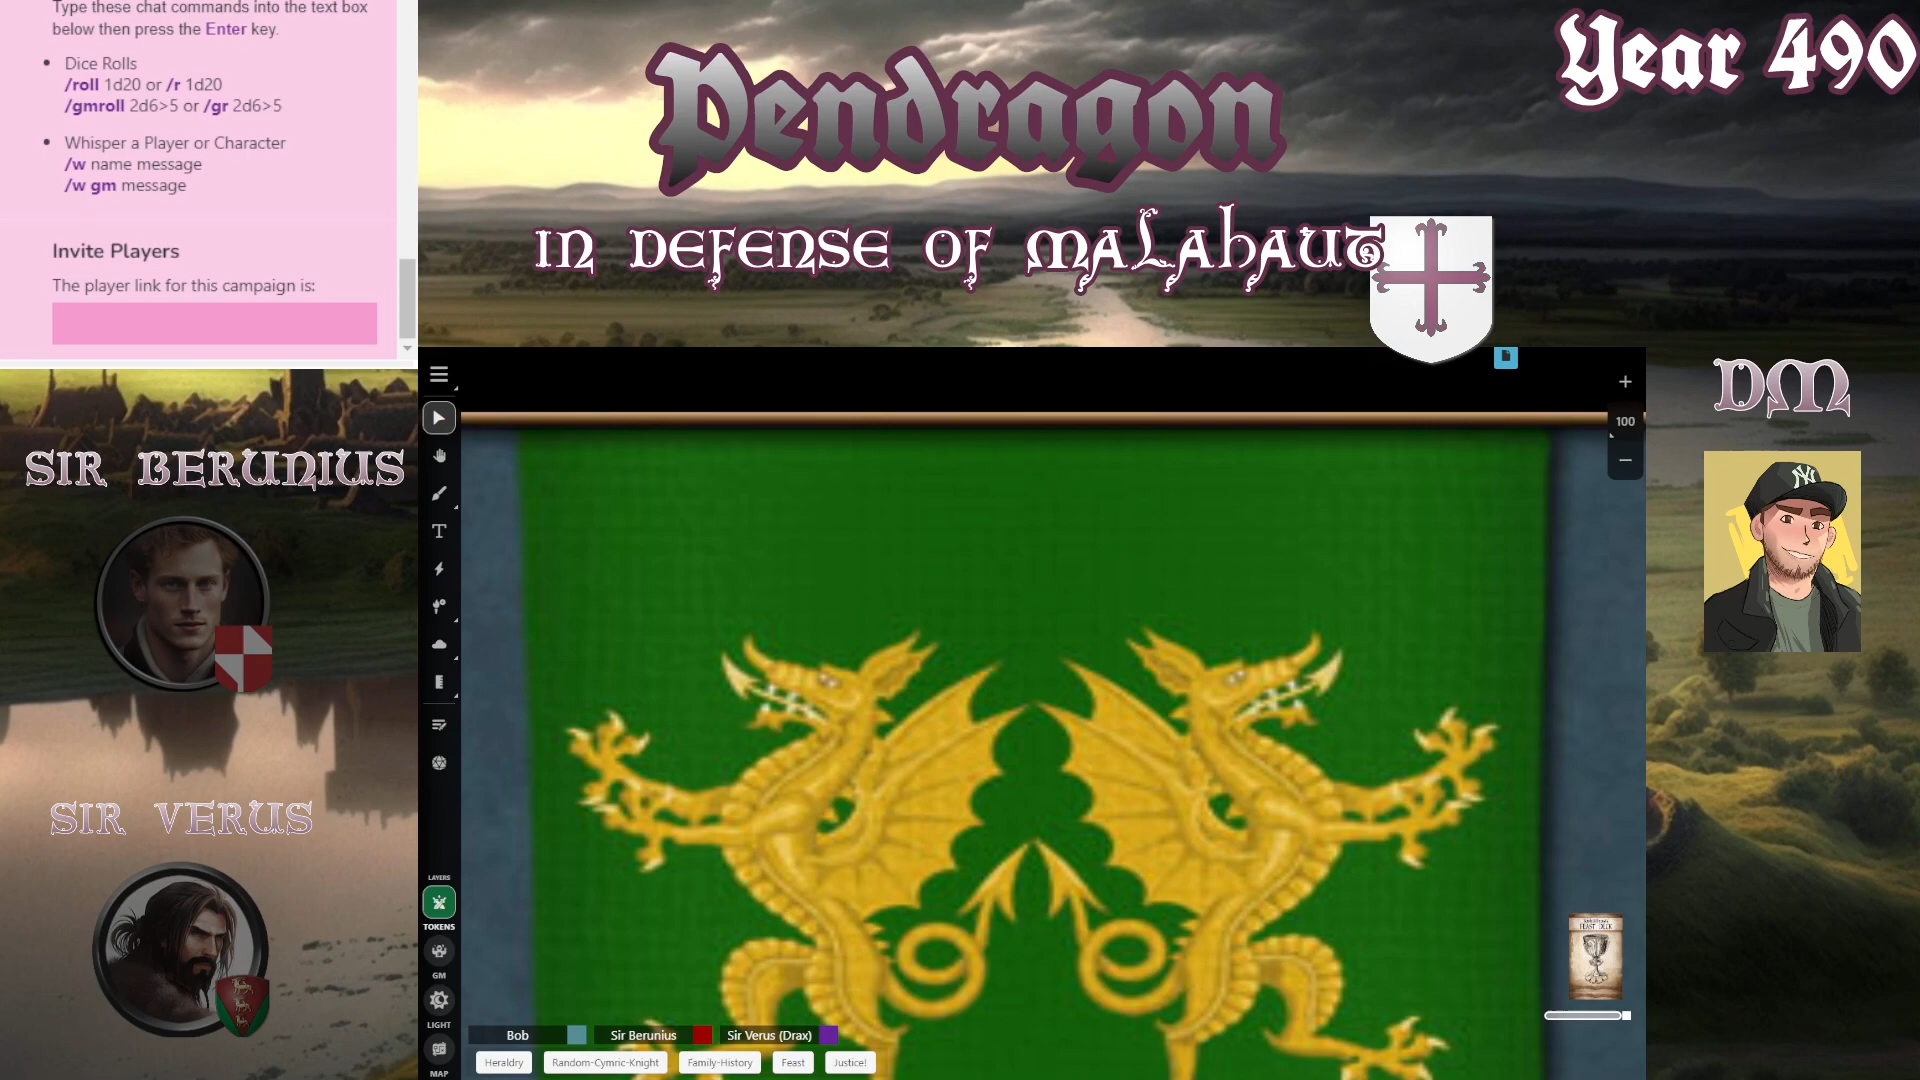 Type these chat commands into the text box
below then press the Enter key.
Dice Rolls
/roll 1d20 or /r 1d20
/gmroll 2d6>5 or /gr 2d6>5
Whisper a Player or Character
/w name message
/w gm message
Invite Players
The player link for this campaign is:
Pendragon
Year 490
IN DEFENSE OF MALAHAUT
DM
NY
SIR BERUNIUS
SIR VERUS
100
LAYERS
TOKENS
GM
LIGHT
MAP
FEAST DECK
Bob
Sir Berunius
Sir Verus (Drax)
Heraldry
Random-Cymric-Knight
Family-History
Feast
Justice!